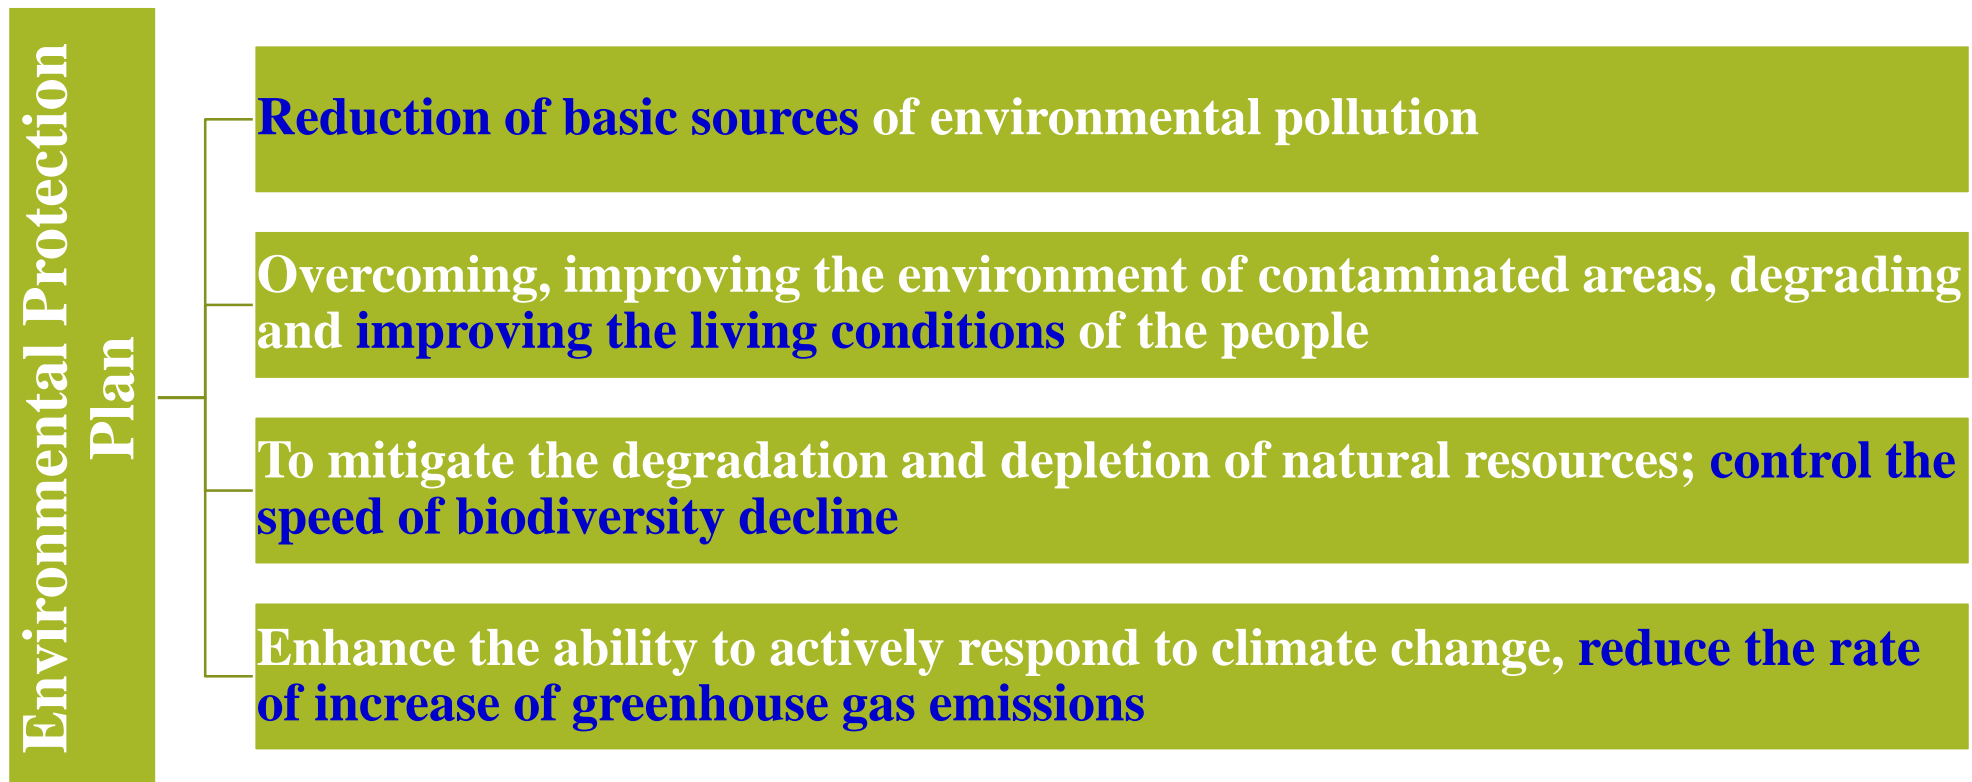 Environmental Protection
Plan
Reduction of basic sources of environmental pollution
Overcoming, improving the environment of contaminated areas, degrading
and improving the living conditions of the people
To mitigate the degradation and depletion of natural resources; control the
speed of biodiversity decline
Enhance the ability to actively respond to climate change, reduce the rate
of increase of greenhouse gas emissions